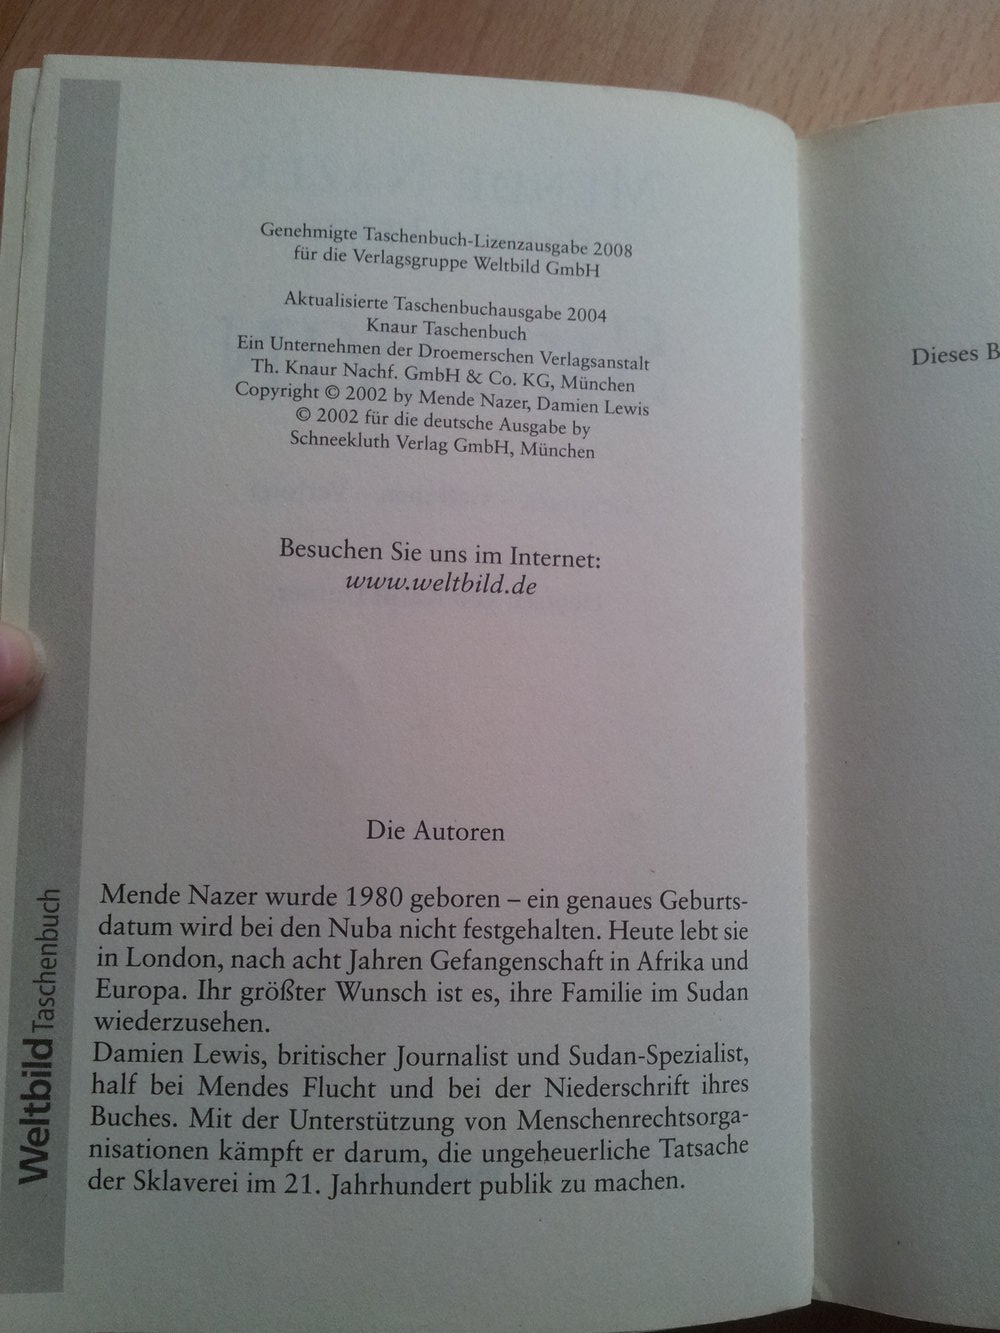 Genehmigte Taschenbuch-Lizenzausgabe 2008
für die Verlagsgruppe Weltbild GmbH
Aktualisierte Taschenbuchausgabe 2004
Knaur Taschenbuch
Ein Unternehmen der Droemerschen Verlagsanstalt
Th. Knaur Nachf. GmbH & Co. KG, München
Copyright © 2002 by Mende Nazer, Damien Lewis
© 2002 für die deutsche Ausgabe by
Schneekluth Verlag GmbH, München
Besuchen Sie uns im Internet:
www.weltbild.de
Die Autoren
Mende Nazer wurde 1980 geboren – ein genaues Geburts-
datum wird bei den Nuba nicht festgehalten. Heute lebt sie
in London, nach acht Jahren Gefangenschaft in Afrika und
Europa. Ihr größter Wunsch ist es, ihre Familie im Sudan
wiederzusehen.
Damien Lewis, britischer Journalist und Sudan-Spezialist,
half bei Mendes Flucht und bei der Niederschrift ihres
Buches. Mit der Unterstützung von Menschenrechtsorga-
nisationen kämpft er darum, die ungeheuerliche Tatsache
der Sklaverei im 21. Jahrhundert publik zu machen.
Weltbild Taschenbuch
Dieses B